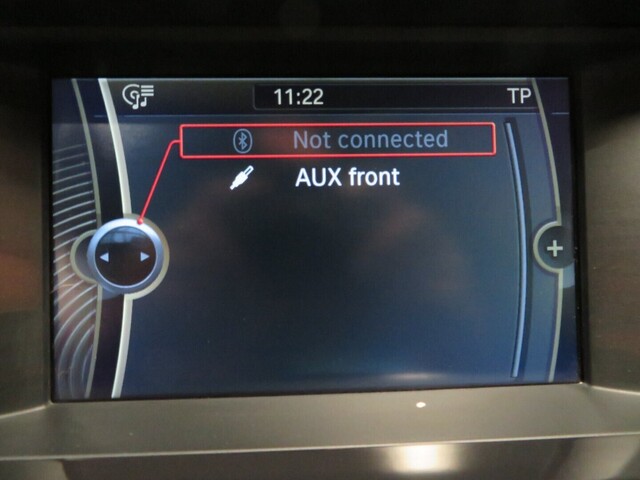 11:22 TP
Not connected
AUX front